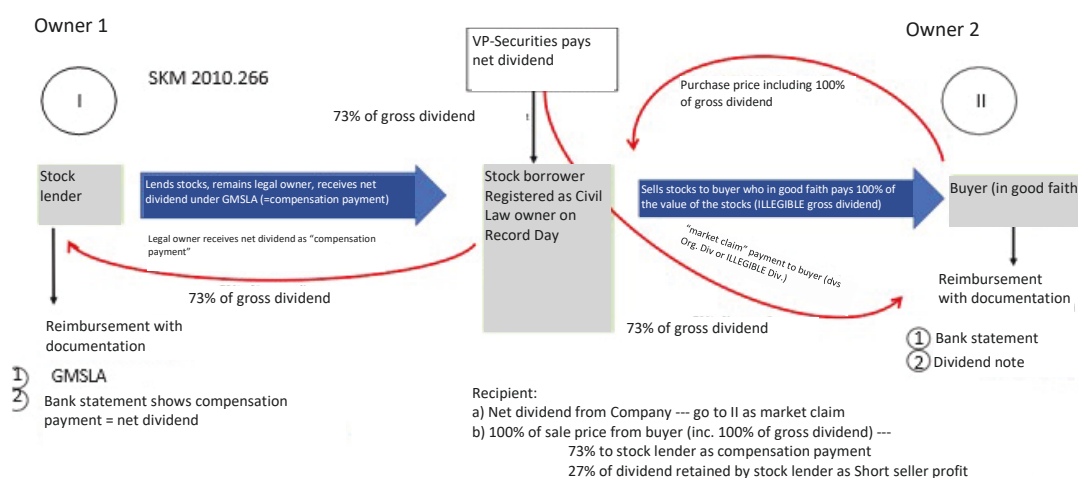 Owner 1
Owner 2
VP-Securities pays
net dividend
SKM 2010.266
I
II
Purchase price including 100%
of gross dividend
73% of gross dividend
t
Stock
lender
Lends stocks, remains legal owner, receives net
dividend under GMSLA (=compensation payment)
Stock borrower
Registered as Civil
Law owner on
Record Day
Sells stocks to buyer who in good faith pays 100% of
the value of the stocks (ILLEGIBLE gross dividend)
Buyer (in good faith
Legal owner receives net dividend as “compensation
payment”
“market claim” payment to buyer (dvs
Org. Div or ILLEGIBLE Div.)
73% of gross dividend
73% of gross dividend
Reimbursement with
documentation
Reimbursement
with documentation
1 GMSLA
2 Bank statement shows compensation
payment = net dividend
1 Bank statement
2 Dividend note
Recipient:
a) Net dividend from Company --- go to II as market claim
b) 100% of sale price from buyer (inc. 100% of gross dividend) ---
73% to stock lender as compensation payment
27% of dividend retained by stock lender as Short seller profit